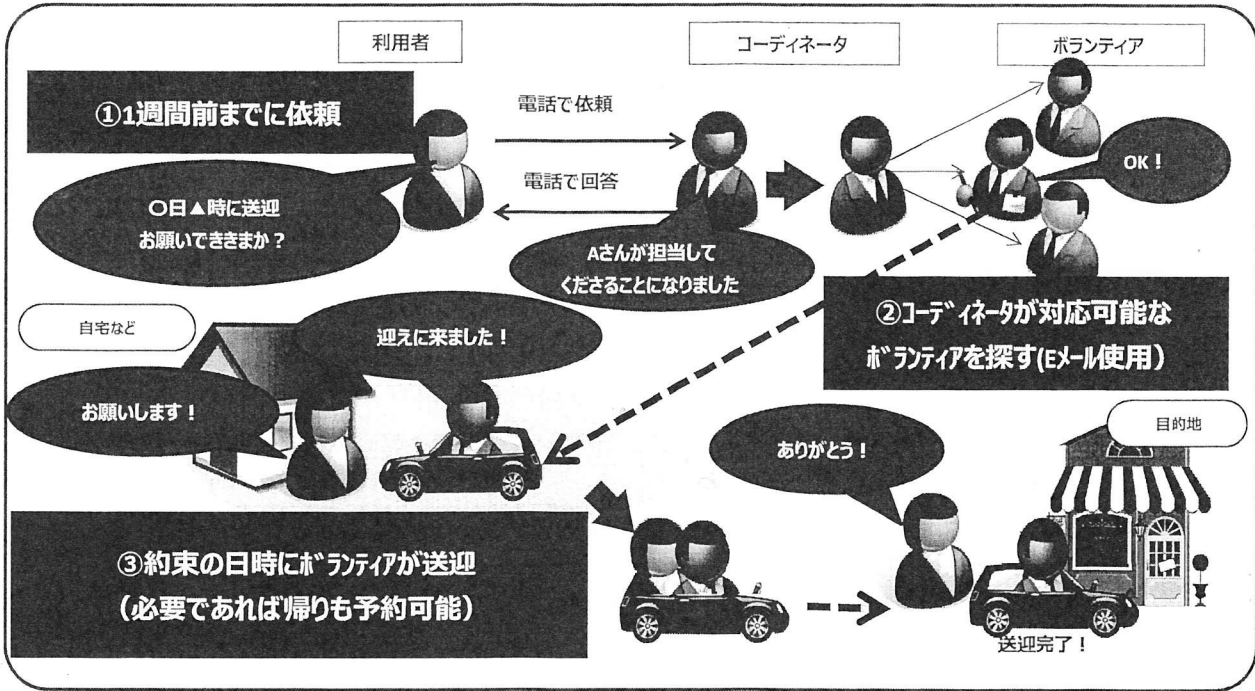 利用者
コーディネータ
ボランティア
①1週間前までに依頼
電話で依頼
電話で回答
OK！
〇日▲時に送迎
お願いでききまか？
Aさんが担当して
くださることになりました
②コーディネータが対応可能な
ボランティアを探す(Eメール使用）
自宅など
迎えに来ました！
お願いします！
目的地
ありがとう！
③約束の日時にボランティアが送迎
（必要であれば帰りも予約可能）
送迎完了！